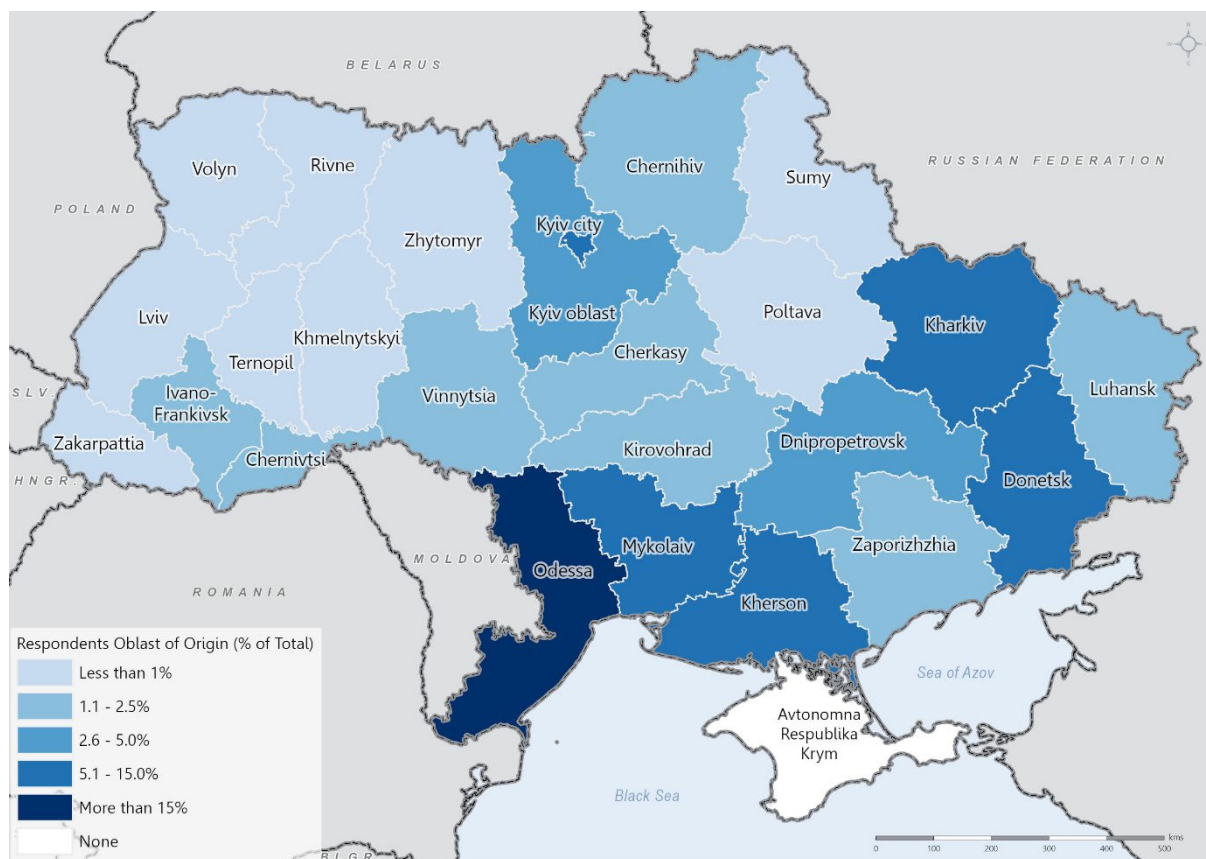 BELARUS
RUSSIAN FEDERATION
POLAND
SLV.
HNGR.
ROMANIA
MOLDOVA
BLGR.
Volyn
Rivne
Zhytomyr
Chernihiv
Sumy
Kyiv city
Kyiv oblast
Lviv
Ternopil
Khmelnytskyi
Poltava
Kharkiv
Cherkasy
Luhansk
Ivano-
Frankivsk
Vinnytsia
Zakarpattia
Chernivtsi
Kirovohrad
Dnipropetrovsk
Donetsk
Odessa
Mykolaiv
Zaporizhzhia
Kherson
Sea of Azov
Avtonomna
Respublika
Krym
Black Sea
Respondents Oblast of Origin (% of Total)
Less than 1%
1.1 - 2.5%
2.6 - 5.0%
5.1 - 15.0%
More than 15%
None
kms
0 100 200 300 400 500